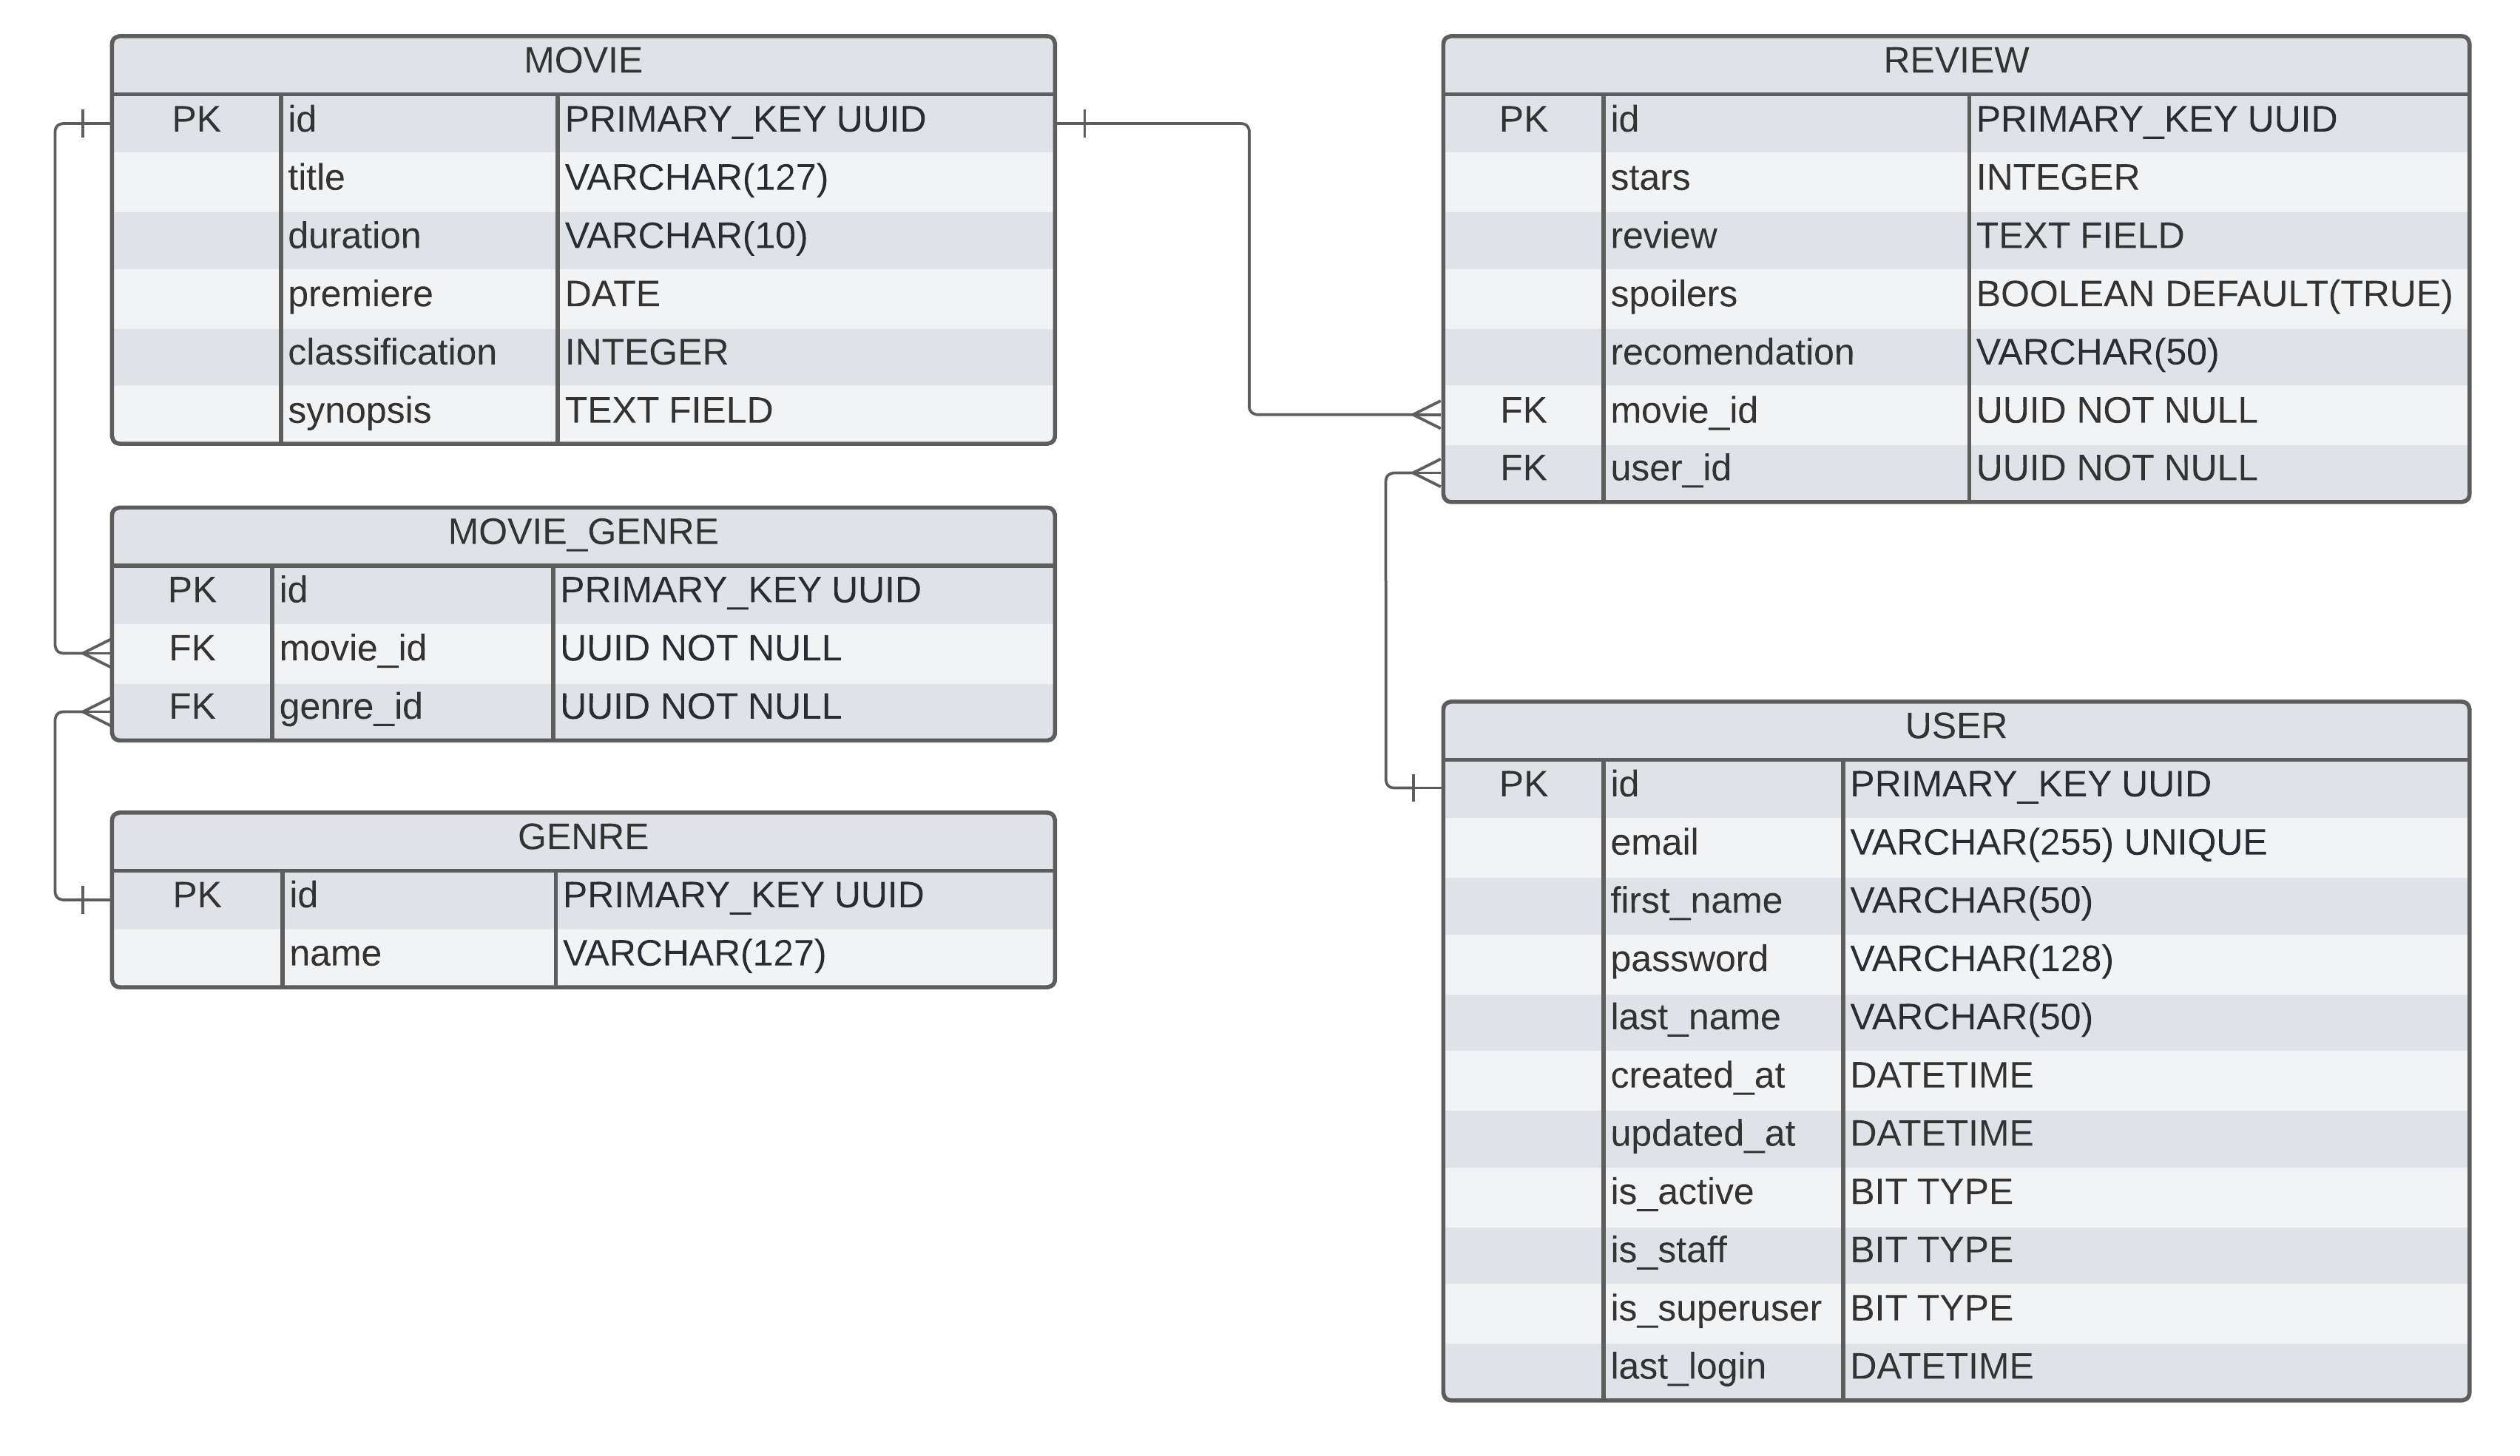 MOVIE
PK id PRIMARY_KEY UUID
title VARCHAR(127)
duration VARCHAR(10)
premiere DATE
classification INTEGER
synopsis TEXT FIELD
MOVIE_GENRE
PK id PRIMARY_KEY UUID
FK movie_id UUID NOT NULL
FK genre_id UUID NOT NULL
GENRE
PK id PRIMARY_KEY UUID
name VARCHAR(127)
REVIEW
PK id PRIMARY_KEY UUID
stars INTEGER
review TEXT FIELD
spoilers BOOLEAN DEFAULT(TRUE)
recomendation VARCHAR(50)
FK movie_id UUID NOT NULL
FK user_id UUID NOT NULL
USER
PK id PRIMARY_KEY UUID
email VARCHAR(255) UNIQUE
first_name VARCHAR(50)
password VARCHAR(128)
last_name VARCHAR(50)
created_at DATETIME
updated_at DATETIME
is_active BIT TYPE
is_staff BIT TYPE
is_superuser BIT TYPE
last_login DATETIME